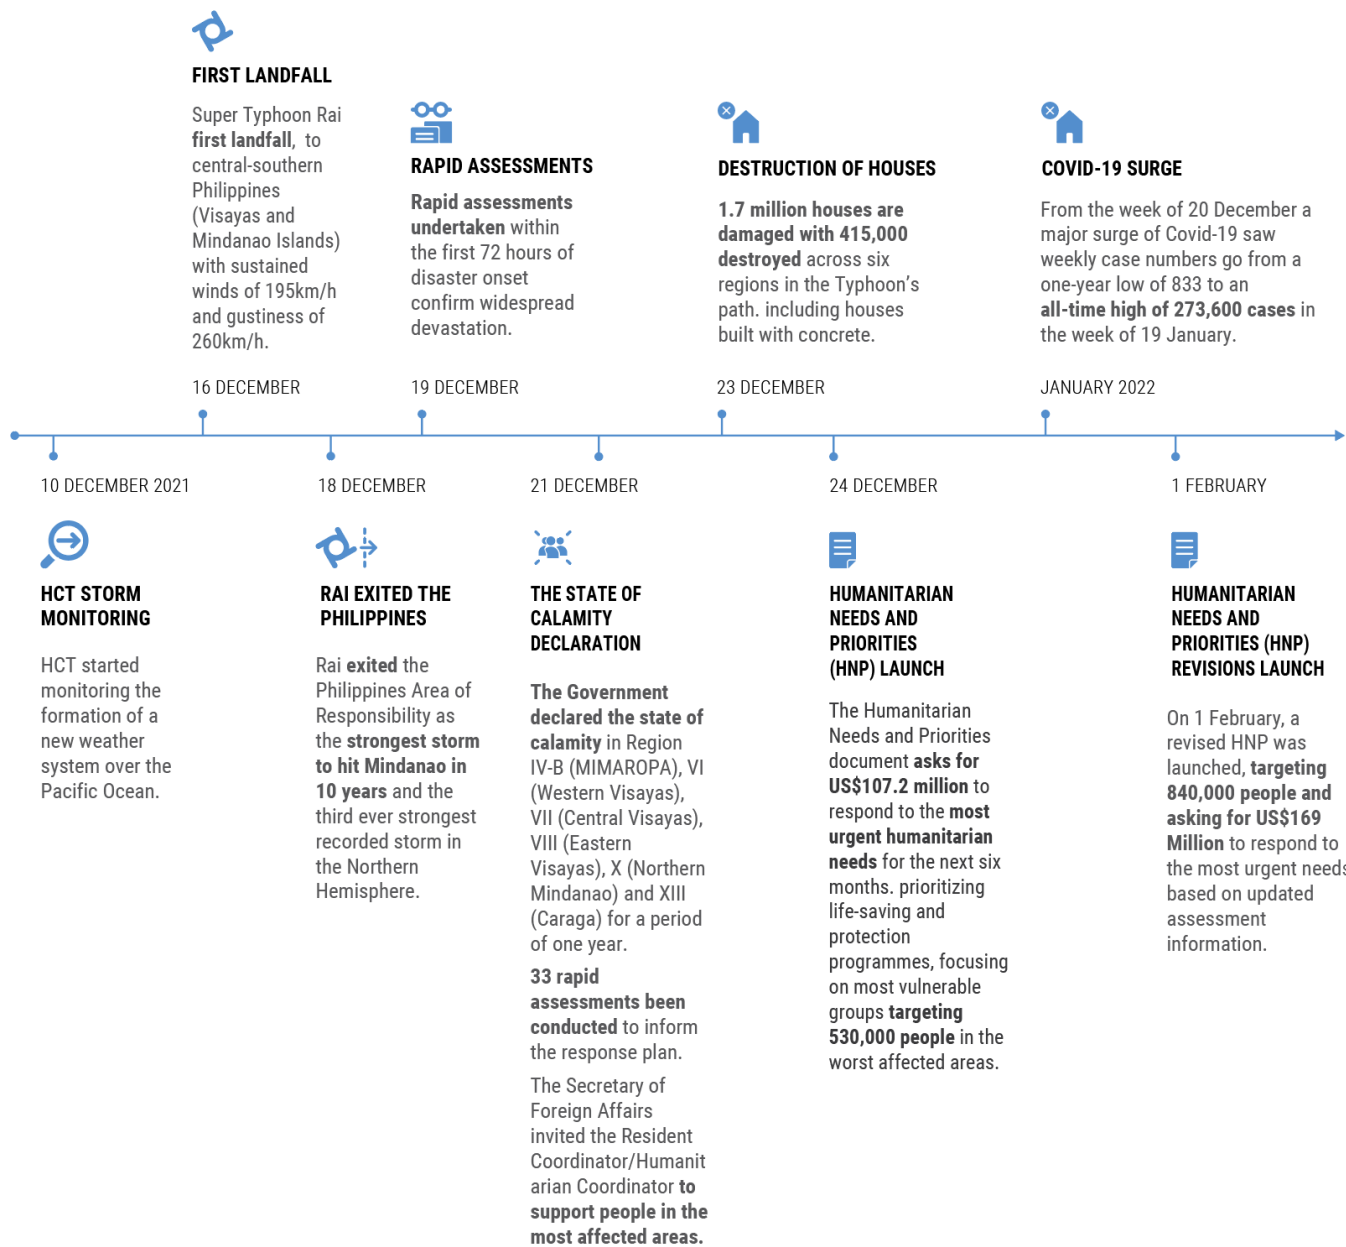 FIRST LANDFALL
Super Typhoon Rai
first landfall, to
central-southern
Philippines
(Visayas and
Mindanao Islands)
with sustained
winds of 195km/h
and gustiness of
260km/h.
16 DECEMBER
RAPID ASSESSMENTS
Rapid assessments
undertaken within
the first 72 hours of
disaster onset
confirm widespread
devastation.
19 DECEMBER
DESTRUCTION OF HOUSES
1.7 million houses are
damaged with 415,000
destroyed across six
regions in the Typhoon's
path. including houses
built with concrete.
23 DECEMBER
COVID-19 SURGE
From the week of 20 December a
major surge of Covid-19 saw
weekly case numbers go from a
one-year low of 833 to an
all-time high of 273,600 cases in
the week of 19 January.
JANUARY 2022
10 DECEMBER 2021
HCT STORM
MONITORING
HCT started
monitoring the
formation of a
new weather
system over the
Pacific Ocean.
18 DECEMBER
RAI EXITED THE
PHILIPPINES
Rai exited the
Philippines Area of
Responsibility as
the strongest storm
to hit Mindanao in
10 years and the
third ever strongest
recorded storm in
the Northern
Hemisphere.
21 DECEMBER
THE STATE OF
CALAMITY
DECLARATION
The Government
declared the state of
calamity in Region
IV-B (MIMAROPA), VI
(Western Visayas),
VII (Central Visayas),
VIII (Eastern
Visayas), X (Northern
Mindanao) and XIII
(Caraga) for a period
of one year.
33 rapid
assessments been
conducted to inform
the response plan.
The Secretary of
Foreign Affairs
invited the Resident
Coordinator/Humanit
arian Coordinator to
support people in the
most affected areas.
24 DECEMBER
HUMANITARIAN
NEEDS AND
PRIORITIES
(HNP) LAUNCH
The Humanitarian
Needs and Priorities
document asks for
US$107.2 million to
respond to the most
urgent humanitarian
needs for the next six
months. prioritizing
life-saving and
protection
programmes, focusing
on most vulnerable
groups targeting
530,000 people in the
worst affected areas.
1 FEBRUARY
HUMANITARIAN
NEEDS AND
PRIORITIES (HNP)
REVISIONS LAUNCH
On 1 February, a
revised HNP was
launched, targeting
840,000 people and
asking for US$169
Million to respond to
the most urgent needs
based on updated
assessment
information.